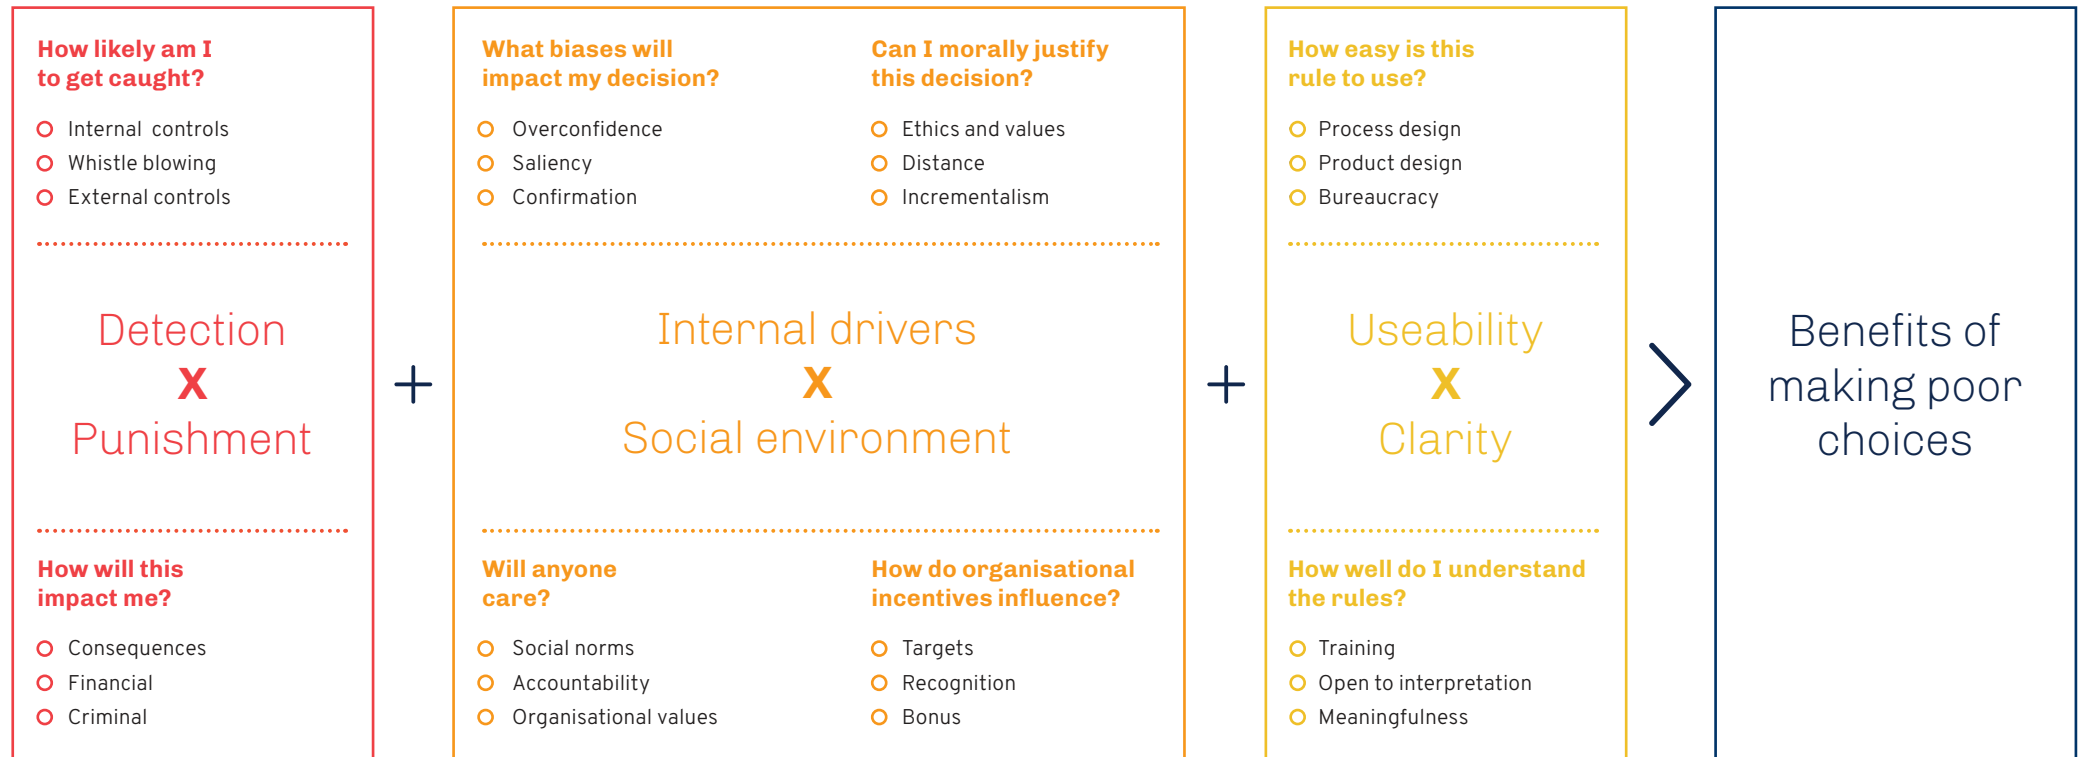 How likely am I
to get caught?
Internal controls
Whistle blowing
External controls
Detection
X
Punishment
How will this
impact me?
Consequences
Financial
Criminal
+
What biases will
impact my decision?
Overconfidence
Saliency
Confirmation
Can I morally justify
this decision?
Ethics and values
Distance
Incrementalism
Internal drivers
X
Social environment
Will anyone
care?
Social norms
Accountability
Organisational values
How do organisational
incentives influence?
Targets
Recognition
Bonus
+
How easy is this
rule to use?
Process design
Product design
Bureaucracy
Useability
X
Clarity
How well do I understand
the rules?
Training
Open to interpretation
Meaningfulness
>
Benefits of
making poor
choices